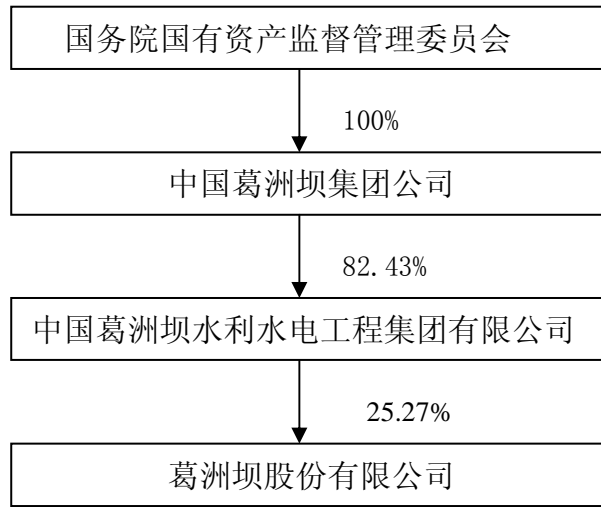 国务院国有资产监督管理委员会
100%
中国葛洲坝集团公司
82.43%
中国葛洲坝水利水电工程集团有限公司
25.27%
葛洲坝股份有限公司